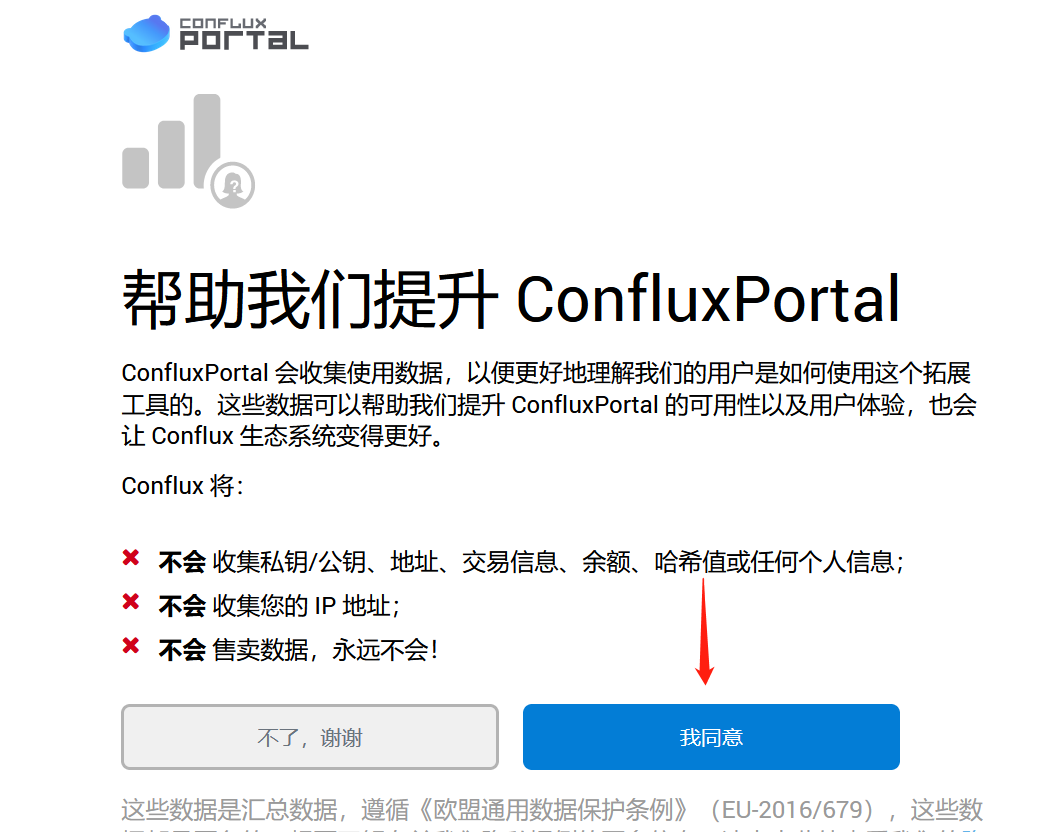 CONFLUX
PORTAL
帮助我们提升 ConfluxPortal
ConfluxPortal 会收集使用数据，以便更好地理解我们的用户是如何使用这个拓展
工具的。这些数据可以帮助我们提升 ConfluxPortal 的可用性以及用户体验，也会
让 Conflux 生态系统变得更好。
Conflux 将：
不会 收集私钥/公钥、地址、交易信息、余额、哈希值或任何个人信息；
不会 收集您的 IP 地址；
不会 售卖数据，永远不会！
不了，谢谢
我同意
这些数据是汇总数据，遵循《欧盟通用数据保护条例》（EU-2016/679），这些数